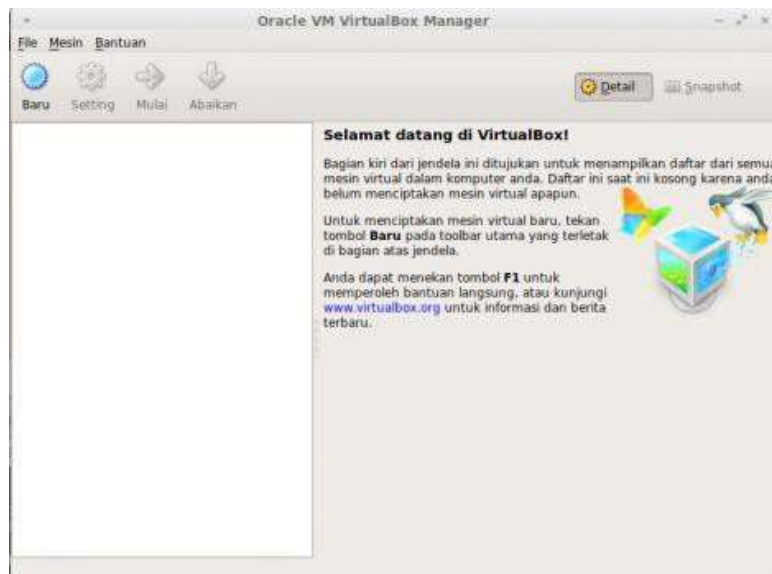 Oracle VM VirtualBox Manager
File Mesin Bantuan
Baru Setting Mulai Abaikan Detail Snapshot
Selamat datang di VirtualBox!
Bagian kiri dari jendela ini ditujukan untuk menampilkan daftar dari semua
mesin virtual dalam komputer anda. Daftar ini saat ini kosong karena anda
belum menciptakan mesin virtual apapun.
Untuk menciptakan mesin virtual baru, tekan
tombol Baru pada toolbar utama yang terletak
di bagian atas jendela.
Anda dapat menekan tombol F1 untuk
memperoleh bantuan langsung, atau kunjungi
www.virtualbox.org untuk informasi dan berita
terbaru.